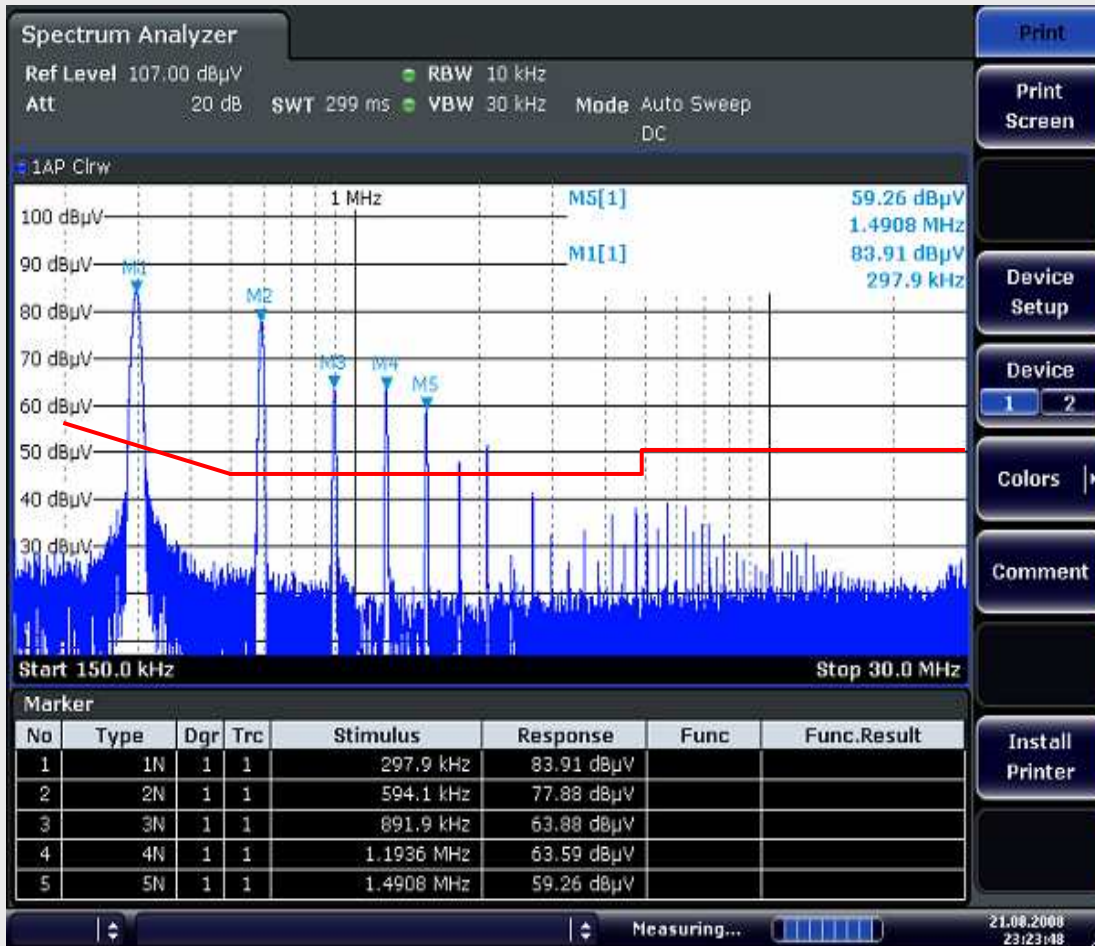 Spectrum Analyzer
Ref Level 107.00 dBµV RBW 10 kHz
Att 20 dB SWT 299 ms VBW 30 kHz Mode Auto Sweep
DC
1AP Clrw
1 MHz M5[1] 59.26 dBµV
1.4908 MHz
M1[1] 83.91 dBµV
297.9 kHz
100 dBµV
90 dBµV
80 dBµV
70 dBµV
60 dBµV
50 dBµV
40 dBµV
30 dBµV
M1
M2
M3
M4
M5
Start 150.0 kHz Stop 30.0 MHz
Marker
No Type Dgr Trc Stimulus Response Func Func.Result
1 1N 1 1 297.9 kHz 83.91 dBµV
2 2N 1 1 594.1 kHz 77.88 dBµV
3 3N 1 1 891.9 kHz 63.88 dBµV
4 4N 1 1 1.1936 MHz 63.59 dBµV
5 5N 1 1 1.4908 MHz 59.26 dBµV
Measuring...
21.08.2008
23:23:48
Print
Print
Screen
Device
Setup
Device
1 2
Colors
Comment
Install
Printer